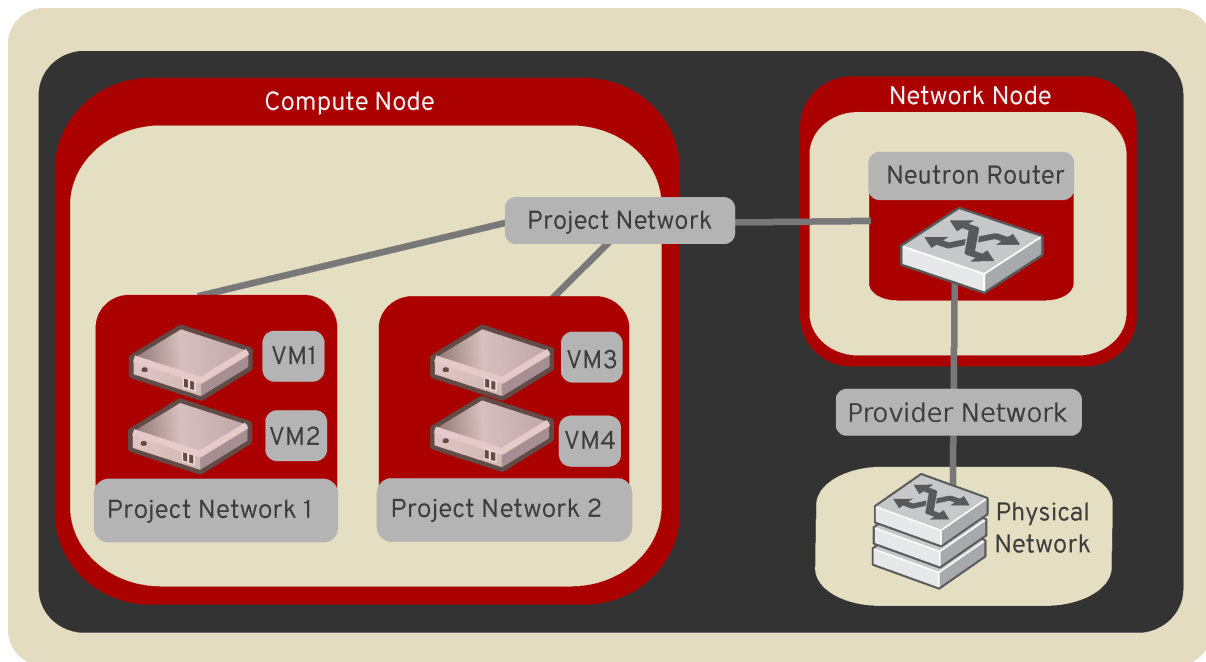 Compute Node
Network Node
Neutron Router
Project Network
VM1
VM2
Project Network 1
VM3
VM4
Project Network 2
Provider Network
Physical
Network